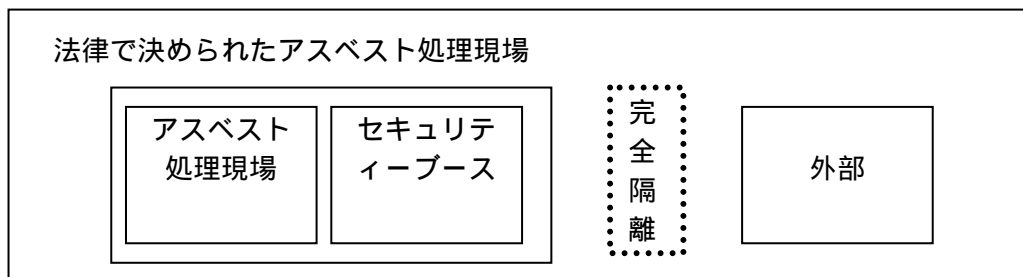 法律で決められたアスベスト処理現場
アスベスト
処理現場
セキュリテ
ィーブース
完
全
隔
離
外部